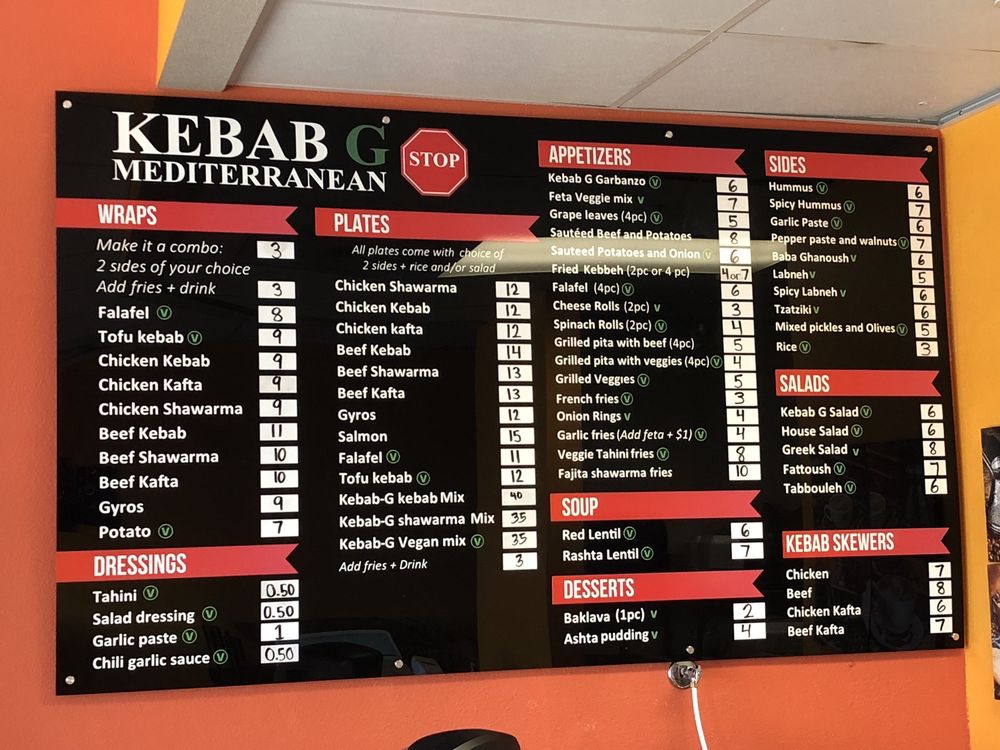 KEBAB G
MEDITERRANEAN
STOP
WRAPS
Make it a combo: 3
2 sides of your choice
Add fries + drink 3
Falafel V 8
Tofu kebab V 9
Chicken Kebab 9
Chicken Kafta 9
Chicken Shawarma 9
Beef Kebab 11
Beef Shawarma 10
Beef Kafta 10
Gyros 9
Potato V 7
DRESSINGS
Tahini V 0.50
Salad dressing V 0.50
Garlic paste V 1
Chili garlic sauce V 0.50
PLATES
All plates come with choice of
2 sides + rice and/or salad
Chicken Shawarma 12
Chicken Kebab 12
Chicken kafta 12
Beef Kebab 14
Beef Shawarma 13
Beef Kafta 13
Gyros 12
Salmon 15
Falafel V 11
Tofu kebab V 12
Kebab-G kebab Mix 40
Kebab-G shawarma Mix 35
Kebab-G Vegan mix V 35
Add fries + Drink 3
APPETIZERS
Kebab G Garbanzo V 6
Feta Veggie mix v 7
Grape leaves (4pc) V 5
Sautéed Beef and Potatoes 8
Sauteed Potatoes and Onion V 6
Fried Kebbeh (2pc or 4 pc) 4 or 7
Falafel (4pc) V 6
Cheese Rolls (2pc) v 3
Spinach Rolls (2pc) V 4
Grilled pita with beef (4pc) 5
Grilled pita with veggies (4pc) V 4
Grilled Veggies V 5
French fries V 3
Onion Rings v 4
Garlic fries (Add feta + $1) V 4
Veggie Tahini fries V 8
Fajita shawarma fries 10
SOUP
Red Lentil V 6
Rashta Lentil V 7
DESSERTS
Baklava (1pc) v 2
Ashta pudding v 4
SIDES
Hummus V 6
Spicy Hummus V 7
Garlic Paste V 6
Pepper paste and walnuts V 7
Baba Ghanoush v 6
Labneh v 5
Spicy Labneh v 6
Tzatziki v 6
Mixed pickles and Olives V 5
Rice V 3
SALADS
Kebab G Salad V 6
House Salad V 6
Greek Salad v 8
Fattoush V 7
Tabbouleh V 6
KEBAB SKEWERS
Chicken 7
Beef 8
Chicken Kafta 6
Beef Kafta 7